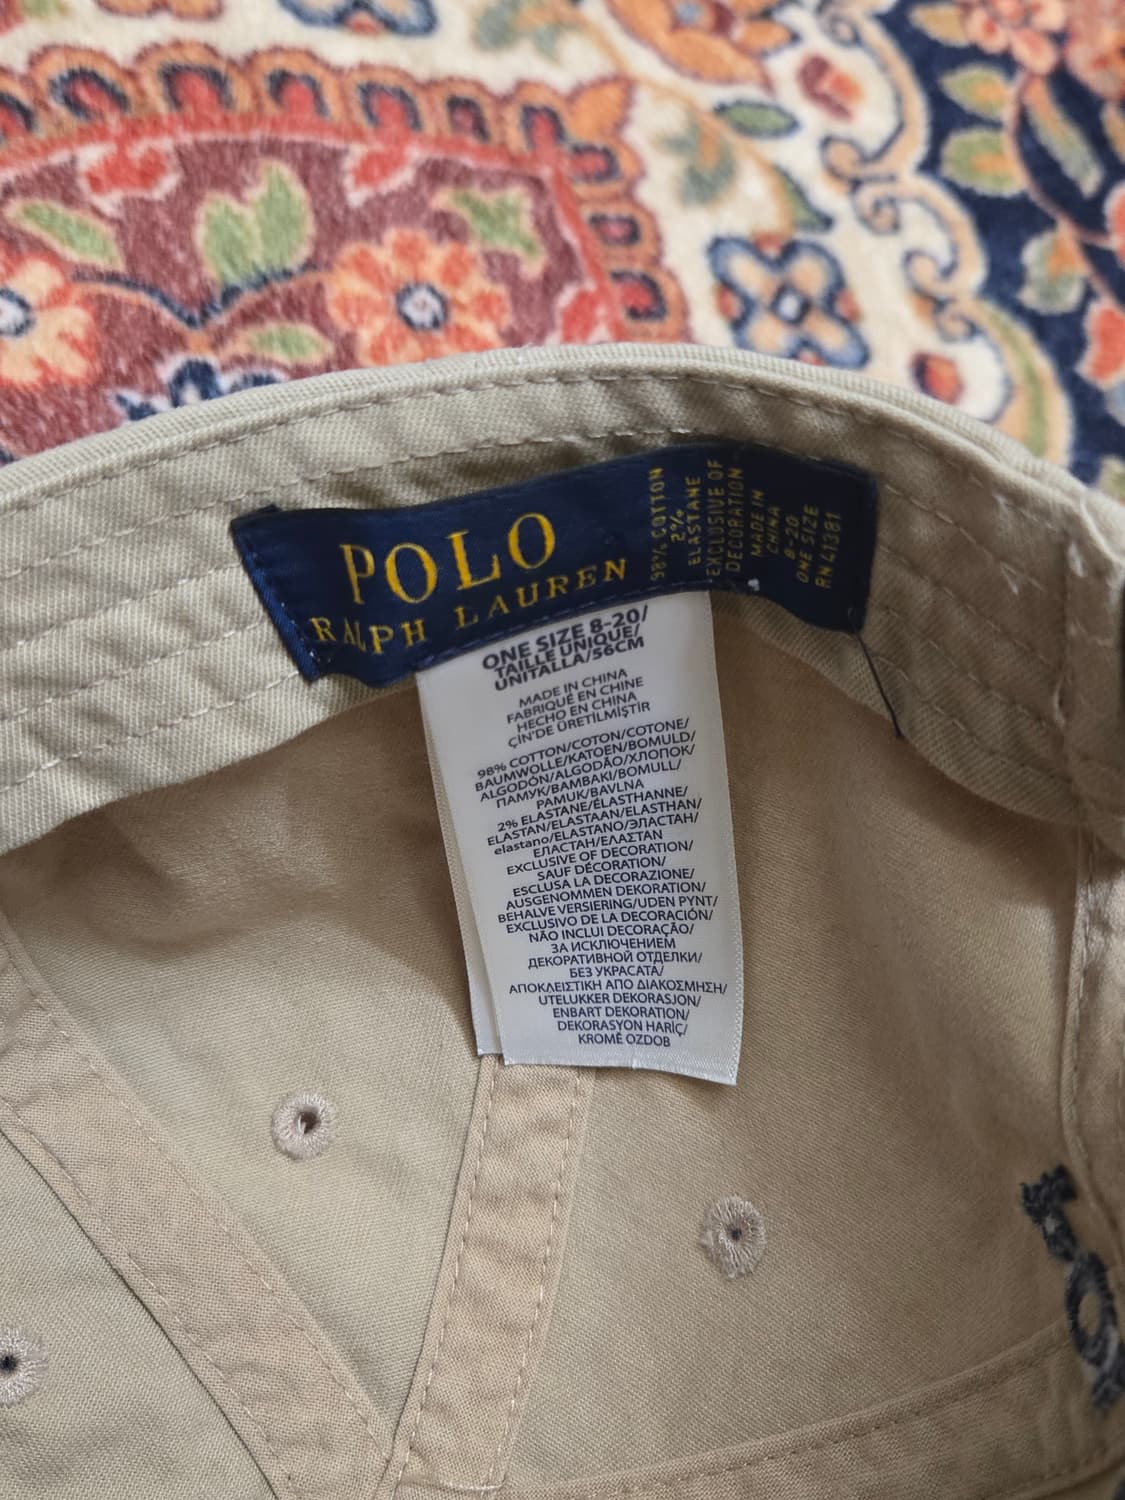 POLO
RALPH LAUREN
98% COTTON
2%
ELASTANE
EXCLUSIVE OF
DECORATION
MADE IN
CHINA
8-20
ONE SIZE
RN 41381
ONE SIZE 8-20/
TAILLE UNIQUE/
UNITALLA/56CM
MADE IN CHINA
FABRIQUÉ EN CHINE
HECHO EN CHINA
ÇİN'DE ÜRETİLMİŞTİR
98% COTTON/COTON/COTONE/
BAUMWOLLE/KATOEN/BOMULD/
ALGODÓN/ALGODÃO/ХЛОПОК/
ПАМУК/ΒΑΜΒΑΚΙ/BOMULL/
PAMUK/BAVLNA
2% ELASTANE/ÉLASTHANNE/
ELASTAN/ELASTAAN/ELASTHAN/
elastano/ELASTANO/ЭЛАСТАН/
ЕЛАСТАН/ΕΛΑΣΤΑΝ
EXCLUSIVE OF DECORATION/
SAUF DÉCORATION/
ESCLUSA LA DECORAZIONE/
AUSGENOMMEN DEKORATION/
BEHALVE VERSIERING/UDEN PYNT/
EXCLUSIVO DE LA DECORACIÓN/
NÃO INCLUI DECORAÇÃO/
ЗА ИСКЛЮЧЕНИЕМ
ДЕКОРАТИВНОЙ ОТДЕЛКИ/
БЕЗ УКРАСАТА/
ΑΠΟΚΛΕΙΣΤΙΚΗ ΑΠΟ ΔΙΑΚΟΣΜΗΣΗ/
UTELUKKER DEKORASJON/
ENBART DEKORATION/
DEKORASYON HARİÇ/
KROMĚ OZDOB